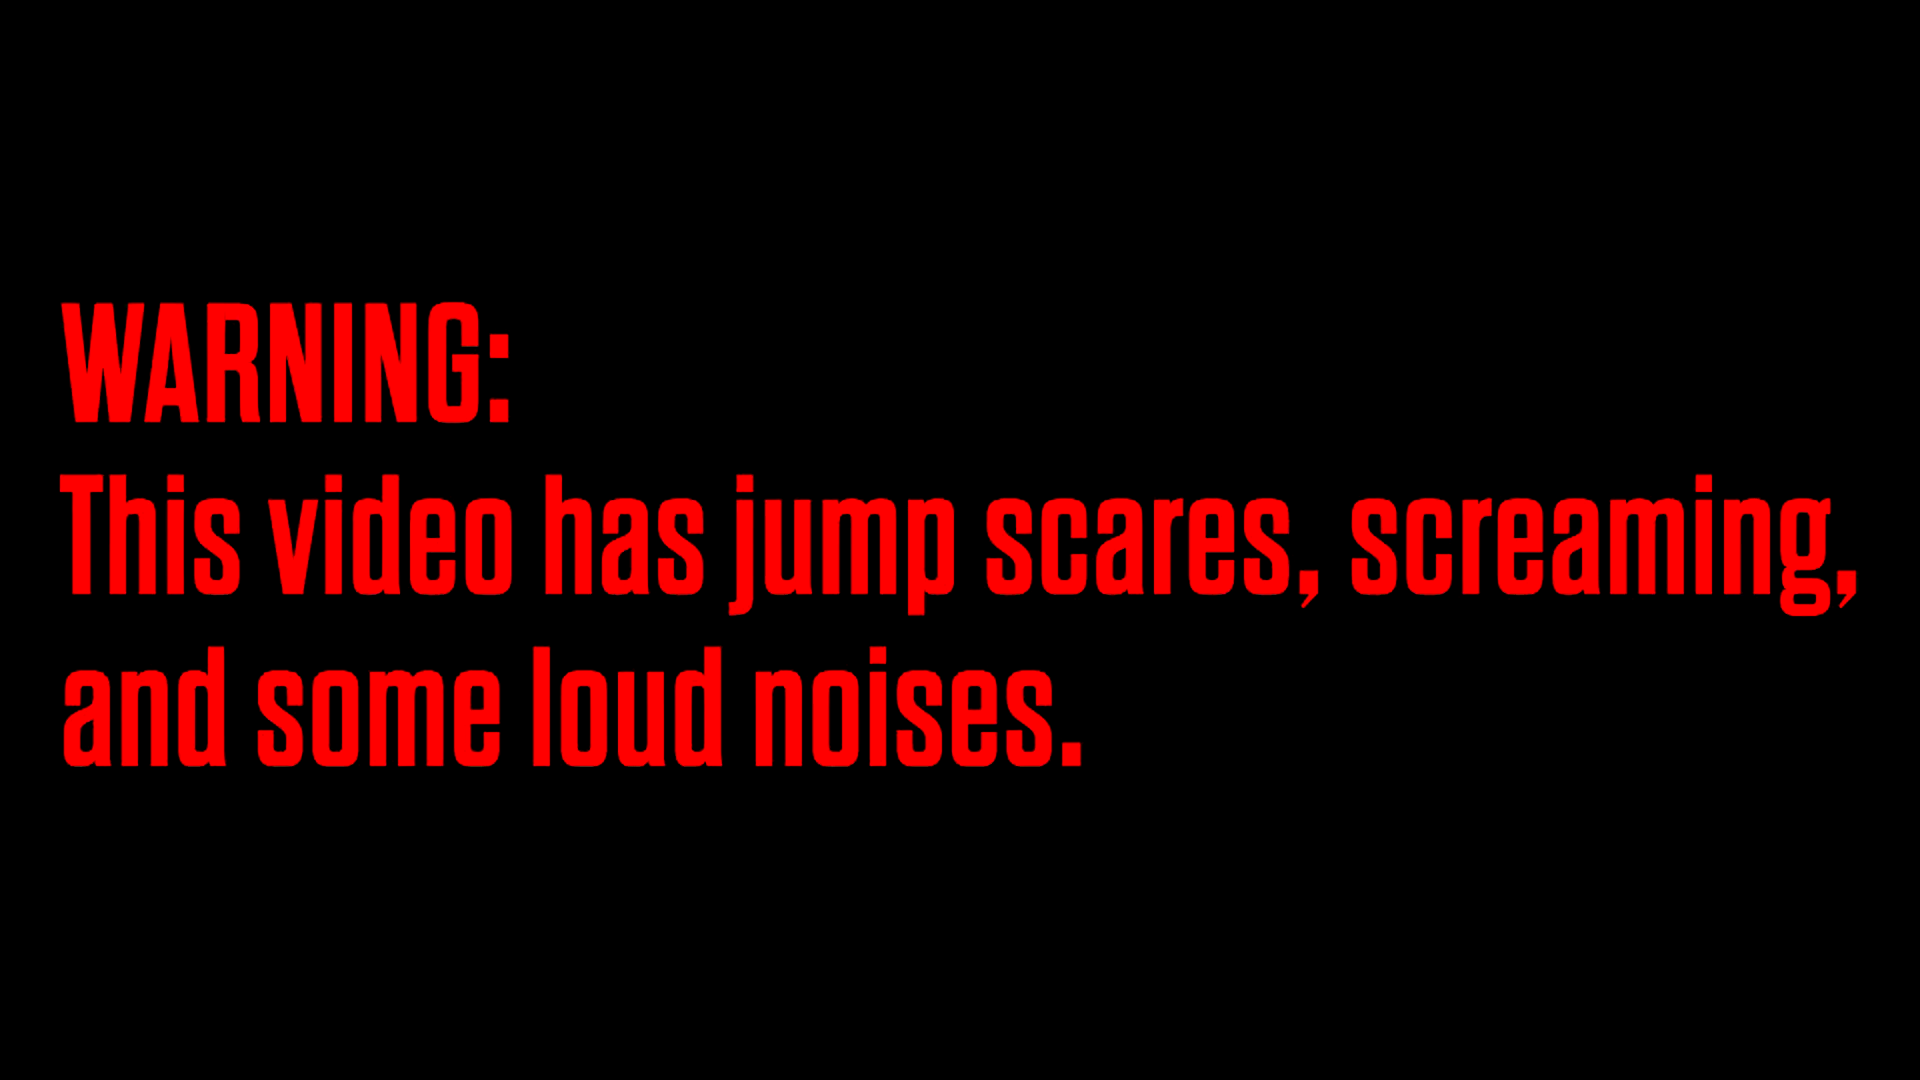 WARNING:
This video has jump scares, screaming,
and some loud noises.